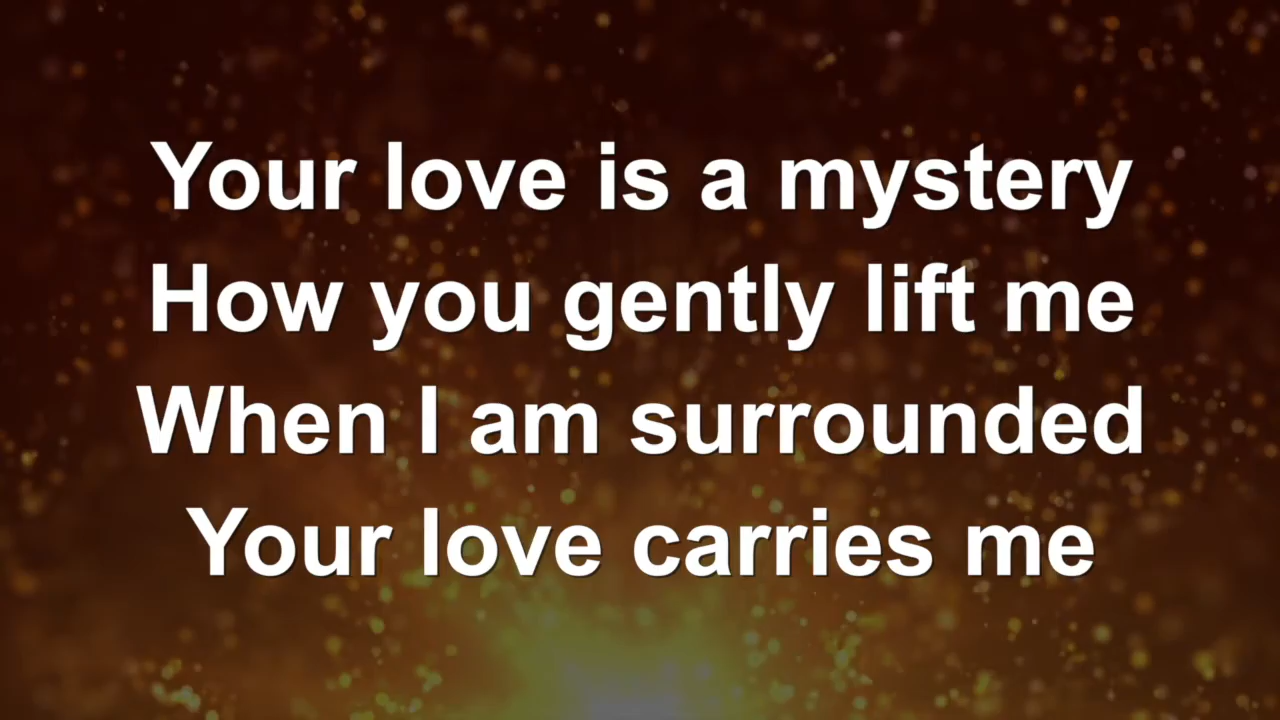 Your love is a mystery
How you gently lift me
When I am surrounded
Your love carries me